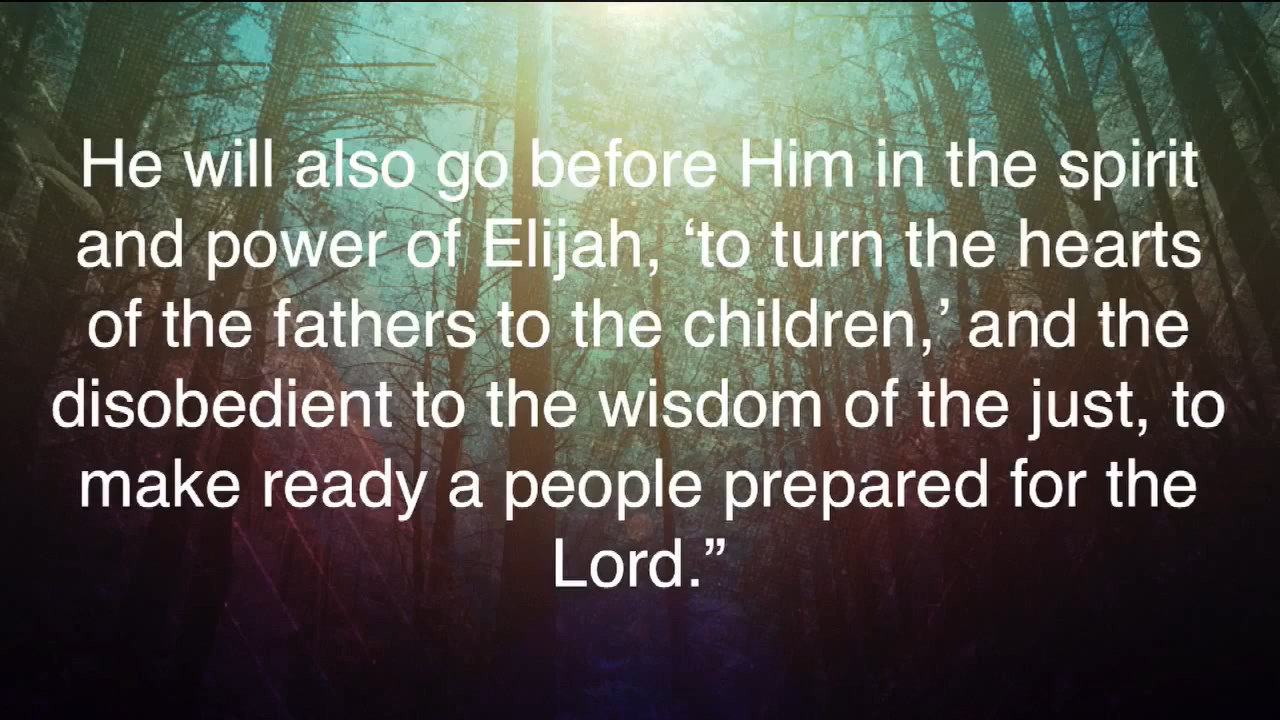 He will also go before Him in the spirit
and power of Elijah, ‘to turn the hearts
of the fathers to the children,’ and the
disobedient to the wisdom of the just, to
make ready a people prepared for the
Lord.”